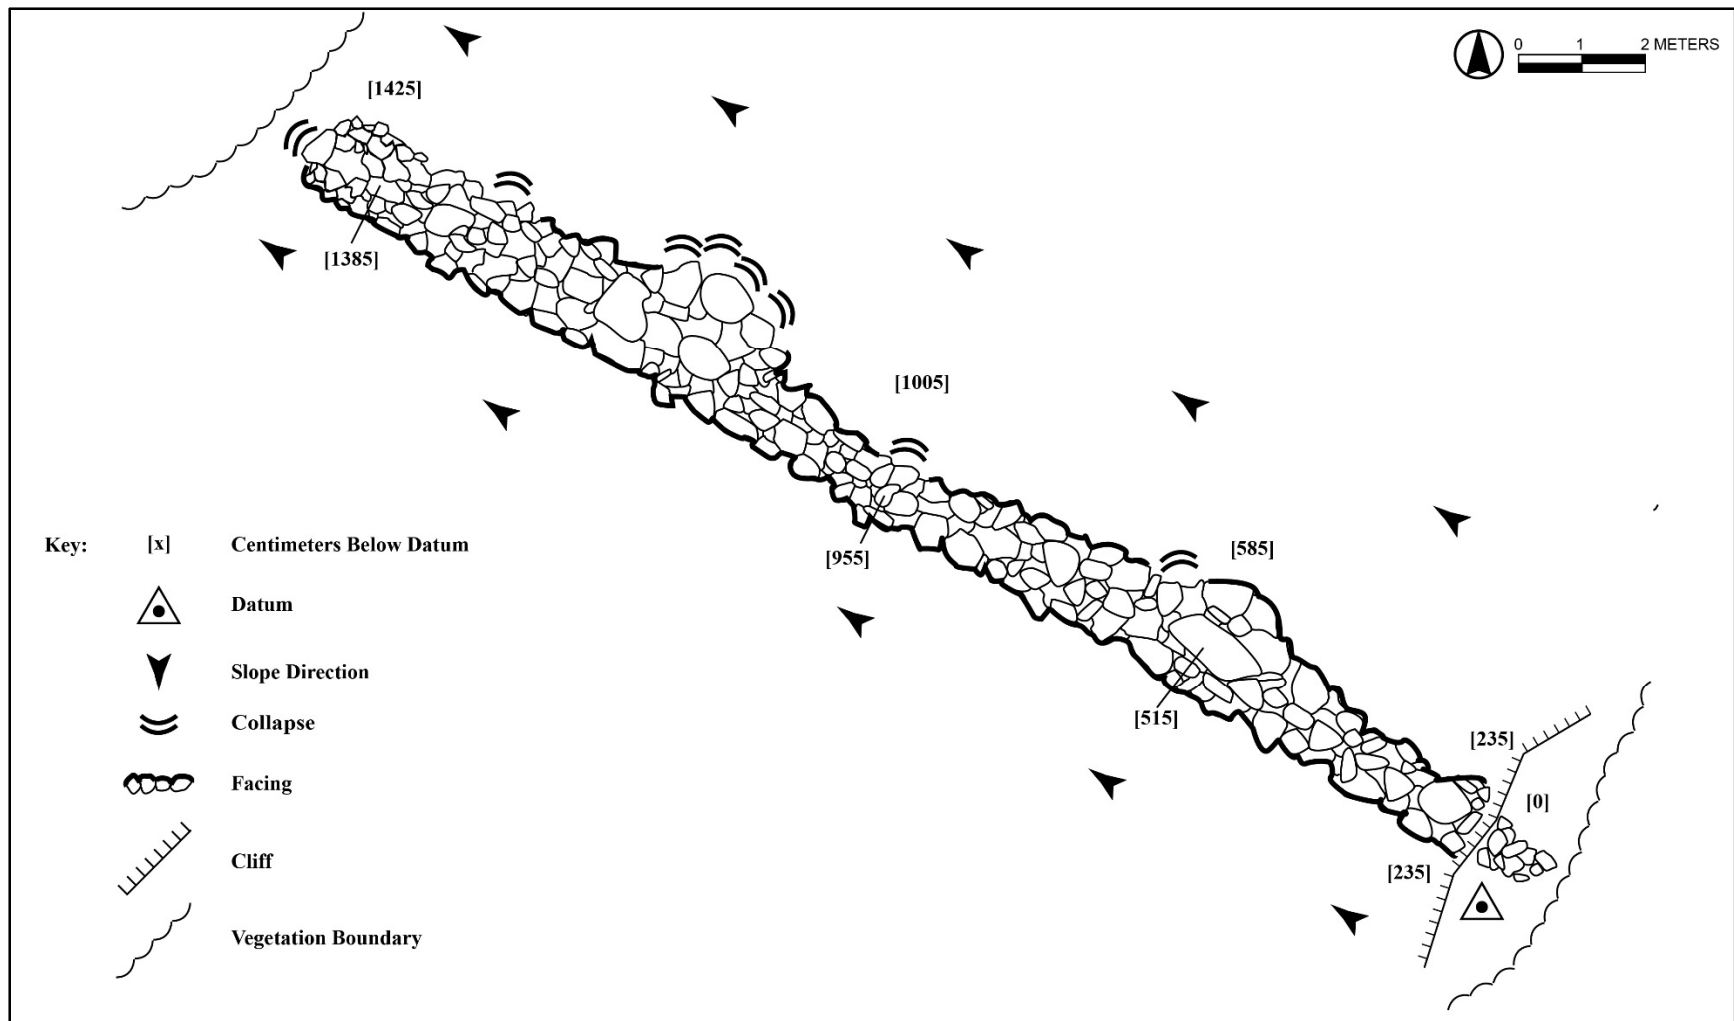 0 1 2 METERS
[1425]
[1385]
[1005]
[955]
[585]
[515]
[235]
[0]
[235]
Key: [x] Centimeters Below Datum
Datum
Slope Direction
Collapse
Facing
Cliff
Vegetation Boundary